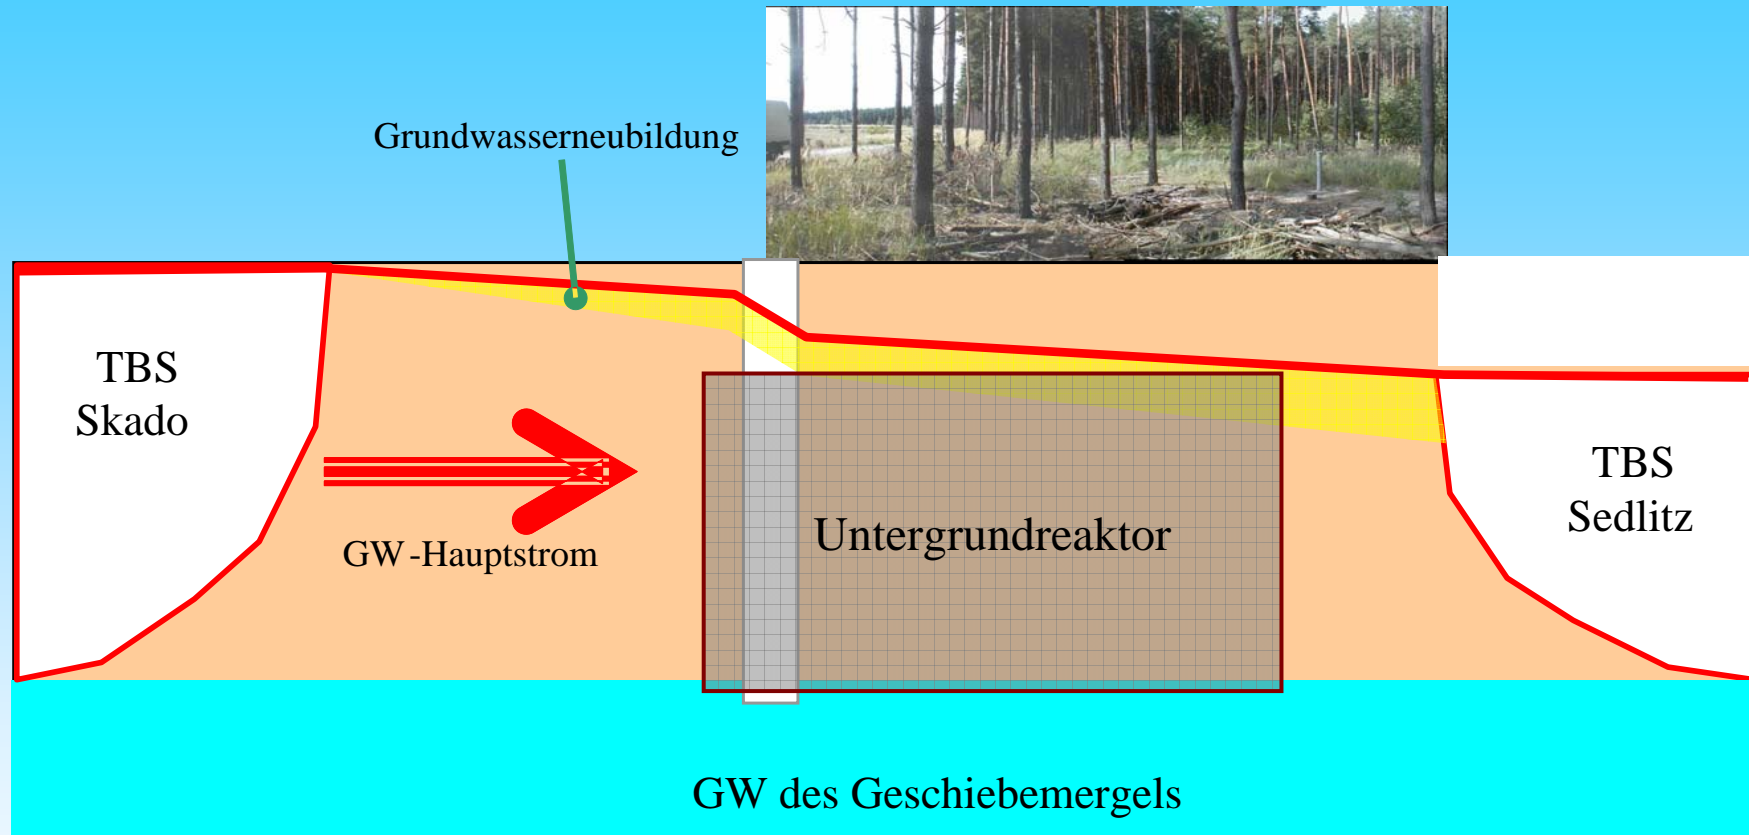 Grundwasserneubildung
TBS
Skado
GW-Hauptstrom
Untergrundreaktor
TBS
Sedlitz
GW des Geschiebemergels